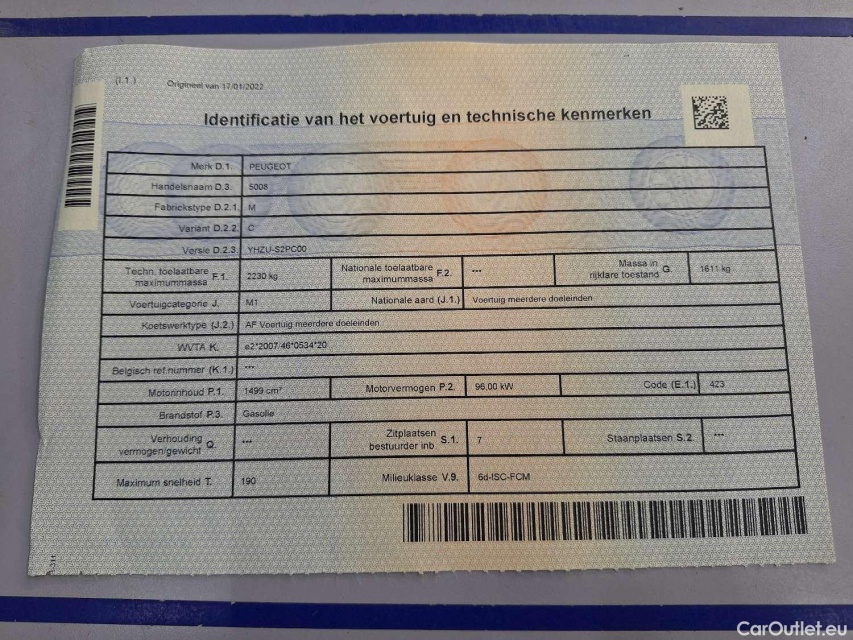 (I.1.) Origineel van 17/01/2022
Identificatie van het voertuig en technische kenmerken
Merk D.1. PEUGEOT
Handelsnaam D.3. 5008
Fabriekstype D.2.1. M
Variant D.2.2. C
Versie D.2.3. YHZU-S2PC00
Techn. toelaatbare maximummassa F.1. 2230 kg Nationale toelaatbare maximummassa F.2. --- Massa in rijklare toestand G. 1611 kg
Voertuigcategorie J. M1 Nationale aard (J.1.) Voertuig meerdere doeleinden
Koetswerktype (J.2.) AF Voertuig meerdere doeleinden
WVTA K. e2*2007/46*0534*20
Belgisch ref.nummer (K.1.) ---
Motorinhoud P.1. 1499 cm³ Motorvermogen P.2. 96,00 kW Code (E.1.) 423
Brandstof P.3. Gasolie
Verhouding vermogen/gewicht Q. --- Zitplaatsen bestuurder inb S.1. 7 Staanplaatsen S.2. ---
Maximum snelheid T. 190 Milieuklasse V.9. 6d-ISC-FCM
CarOutlet.eu